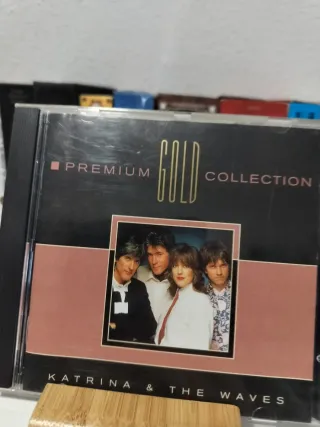 PREMIUM GOLD COLLECTION
KATRINA & THE WAVES